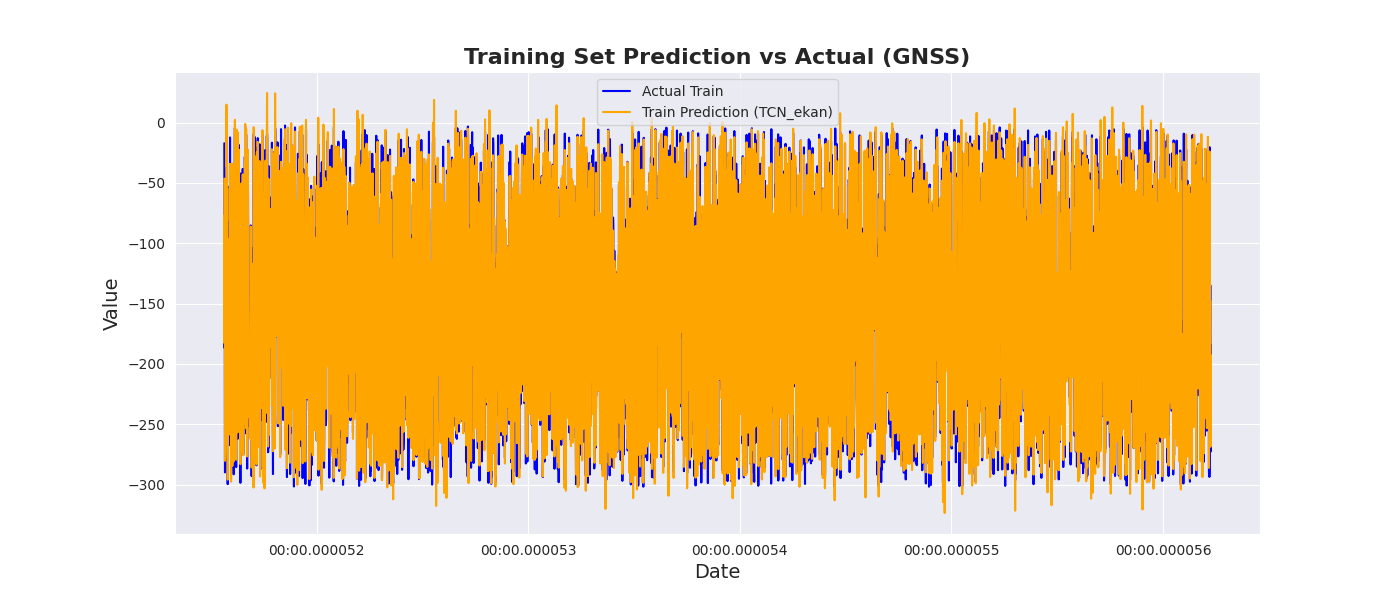 Training Set Prediction vs Actual (GNSS)
Actual Train
Train Prediction (TCN_ekan)
0
−50
−100
−150
−200
−250
−300
Value
00:00.000052
00:00.000053
00:00.000054
00:00.000055
00:00.000056
Date